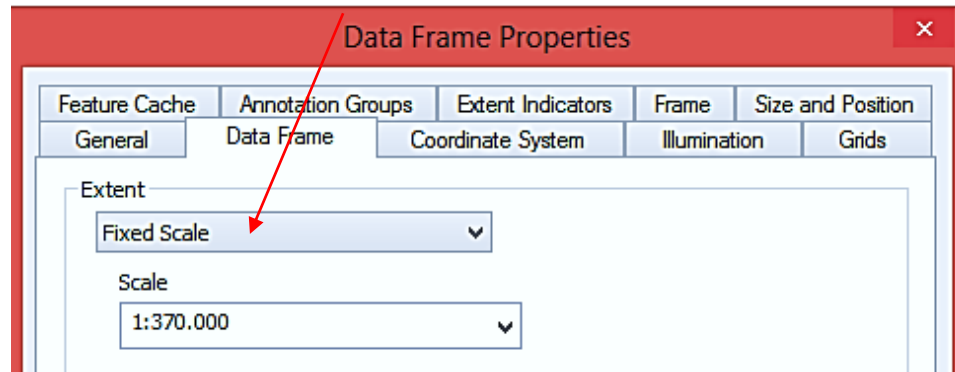 Data Frame Properties
Feature Cache Annotation Groups Extent Indicators Frame Size and Position
General Data Frame Coordinate System Illumination Grids
Extent
Fixed Scale
Scale
1:370.000